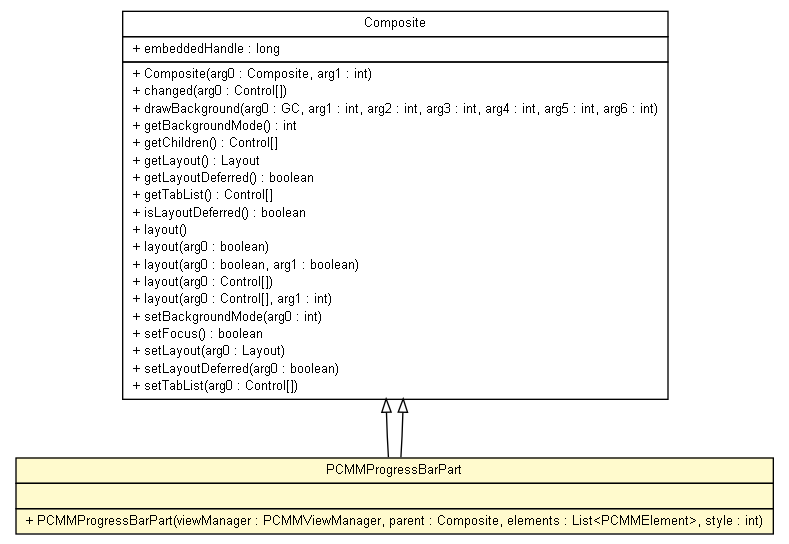 Composite
+ embeddedHandle : long
+ Composite(arg0 : Composite, arg1 : int)
+ changed(arg0 : Control[])
+ drawBackground(arg0 : GC, arg1 : int, arg2 : int, arg3 : int, arg4 : int, arg5 : int, arg6 : int)
+ getBackgroundMode() : int
+ getChildren() : Control[]
+ getLayout() : Layout
+ getLayoutDeferred() : boolean
+ getTabList() : Control[]
+ isLayoutDeferred() : boolean
+ layout()
+ layout(arg0 : boolean)
+ layout(arg0 : boolean, arg1 : boolean)
+ layout(arg0 : Control[])
+ layout(arg0 : Control[], arg1 : int)
+ setBackgroundMode(arg0 : int)
+ setFocus() : boolean
+ setLayout(arg0 : Layout)
+ setLayoutDeferred(arg0 : boolean)
+ setTabList(arg0 : Control[])
PCMMProgressBarPart
+ PCMMProgressBarPart(viewManager : PCMMViewManager, parent : Composite, elements : List<PCMMElement>, style : int)